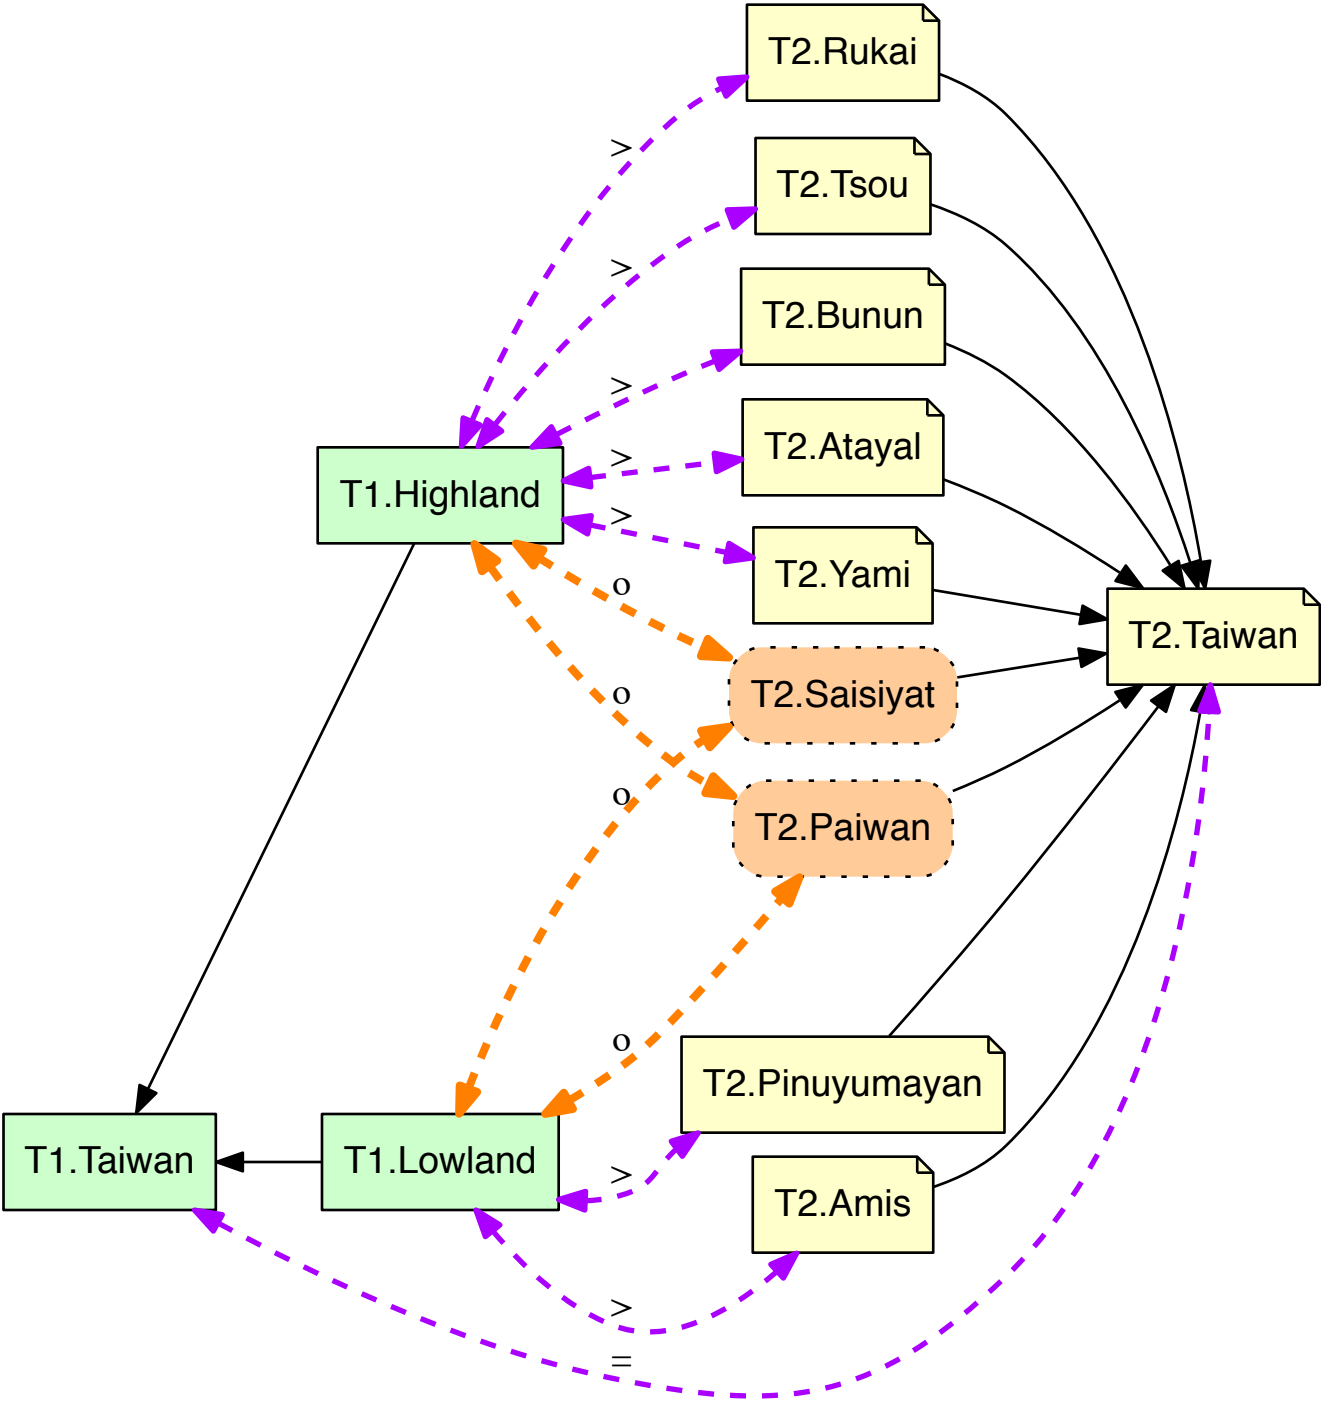 T2.Rukai
>
T2.Tsou
>
T2.Bunun
>
T2.Atayal
>
T1.Highland
>
T2.Yami
o
T2.Taiwan
T2.Saisiyat
o
o
T2.Paiwan
o
T2.Pinuyumayan
T1.Taiwan
T1.Lowland
>
T2.Amis
>
=